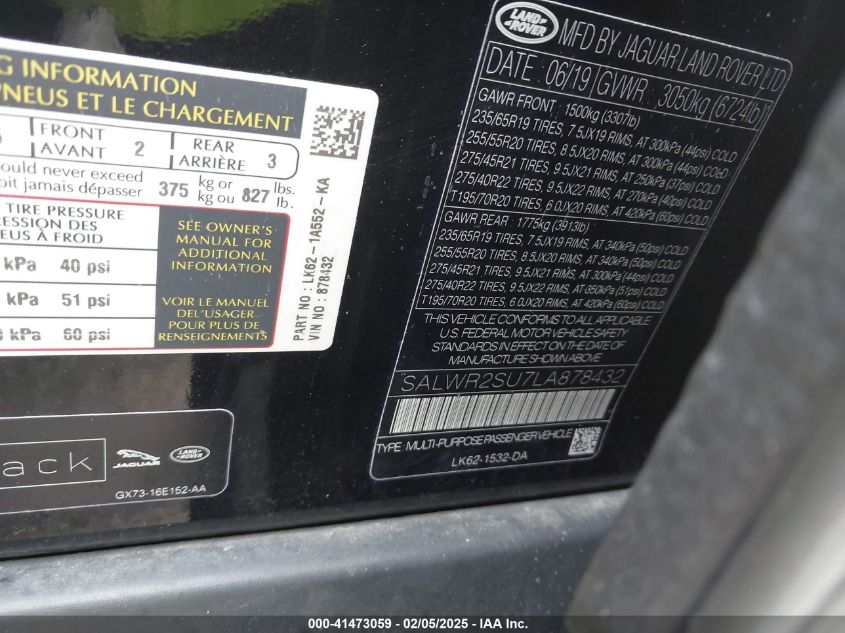 G INFORMATION
PNEUS ET LE CHARGEMENT
FRONT
AVANT 2
REAR
ARRIÈRE 3
ould never exceed
oit jamais dépasser
375 kg or
kg ou 827 lbs.
lb.
TIRE PRESSURE
RESSION DES
EUS À FROID
kPa 40 psi
kPa 51 psi
kPa 60 psi
SEE OWNER'S
MANUAL FOR
ADDITIONAL
INFORMATION
VOIR LE MANUEL
DEL'USAGER
POUR PLUS DE
RENSEIGNEMENTS
PART NO : LK62-1A552-KA
VIN NO : 878432
ack
JAGUAR
LAND-
ROVER
GX73-16E152-AA
LAND-
ROVER
MFD BY JAGUAR LAND ROVER LTD
DATE 06/19 GVWR 3050kg (6724lb)
GAWR FRONT 1500kg (3307lb)
235/65R19 TIRES, 7.5JX19 RIMS, AT 300kPa (44psi) COLD
255/55R20 TIRES, 8.5JX20 RIMS, AT 300kPa (44psi) COLD
275/45R21 TIRES, 9.5JX21 RIMS, AT 250kPa (37psi) COLD
275/40R22 TIRES, 9.5JX22 RIMS, AT 270kPa (40psi) COLD
T195/70R20 TIRES, 6.0JX20 RIMS, AT 420kPa (60psi) COLD
GAWR REAR 1775kg (3913lb)
235/65R19 TIRES, 7.5JX19 RIMS, AT 340kPa (50psi) COLD
255/55R20 TIRES, 8.5JX20 RIMS, AT 340kPa (50psi) COLD
275/45R21 TIRES, 9.5JX21 RIMS, AT 300kPa (44psi) COLD
275/40R22 TIRES, 9.5JX22 RIMS, AT 350kPa (51psi) COLD
T195/70R20 TIRES, 6.0JX20 RIMS, AT 420kPa (60psi) COLD
THIS VEHICLE CONFORMS TO ALL APPLICABLE
U.S. FEDERAL MOTOR VEHICLE SAFETY
STANDARDS IN EFFECT ON THE DATE OF
MANUFACTURE SHOWN ABOVE
SALWR2SU7LA878432
TYPE: MULTI-PURPOSE PASSENGER VEHICLE
LK62-1532-DA
000-41473059 - 02/05/2025 - IAA Inc.